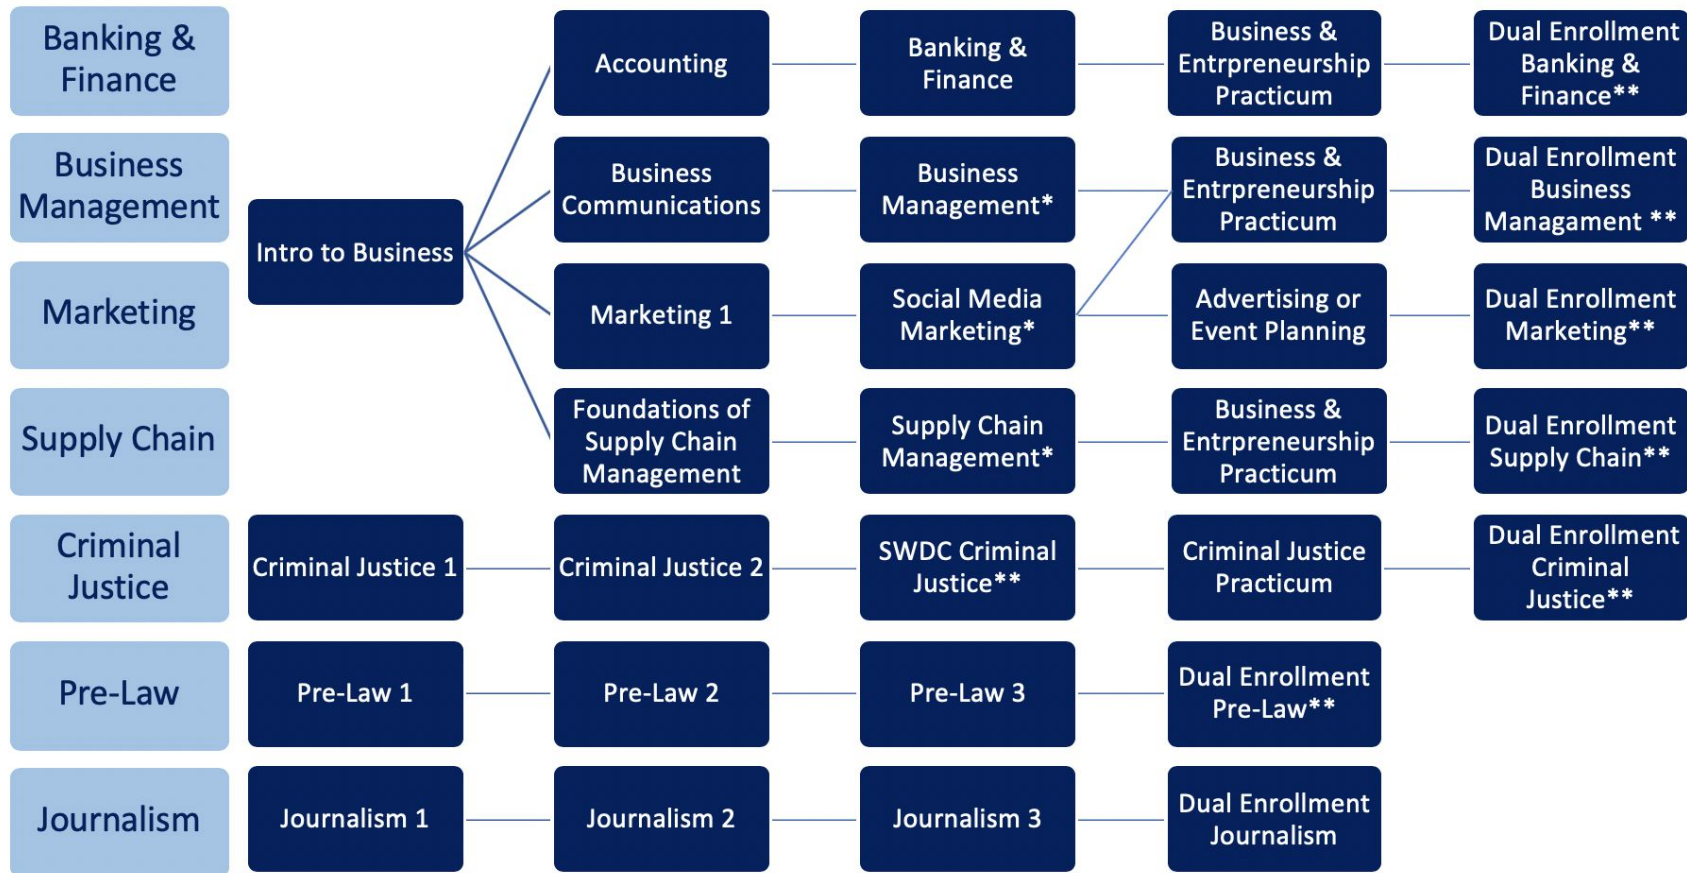 Banking &
Finance
Accounting
Banking &
Finance
Business &
Entrpreneurship
Practicum
Dual Enrollment
Banking &
Finance**
Business
Management
Intro to Business
Business
Communications
Business
Management*
Business &
Entrpreneurship
Practicum
Dual Enrollment
Business
Managament **
Marketing
Marketing 1
Social Media
Marketing*
Advertising or
Event Planning
Dual Enrollment
Marketing**
Supply Chain
Foundations of
Supply Chain
Management
Supply Chain
Management*
Business &
Entrpreneurship
Practicum
Dual Enrollment
Supply Chain**
Criminal
Justice
Criminal Justice 1
Criminal Justice 2
SWDC Criminal
Justice**
Criminal Justice
Practicum
Dual Enrollment
Criminal
Justice**
Pre-Law
Pre-Law 1
Pre-Law 2
Pre-Law 3
Dual Enrollment
Pre-Law**
Journalism
Journalism 1
Journalism 2
Journalism 3
Dual Enrollment
Journalism